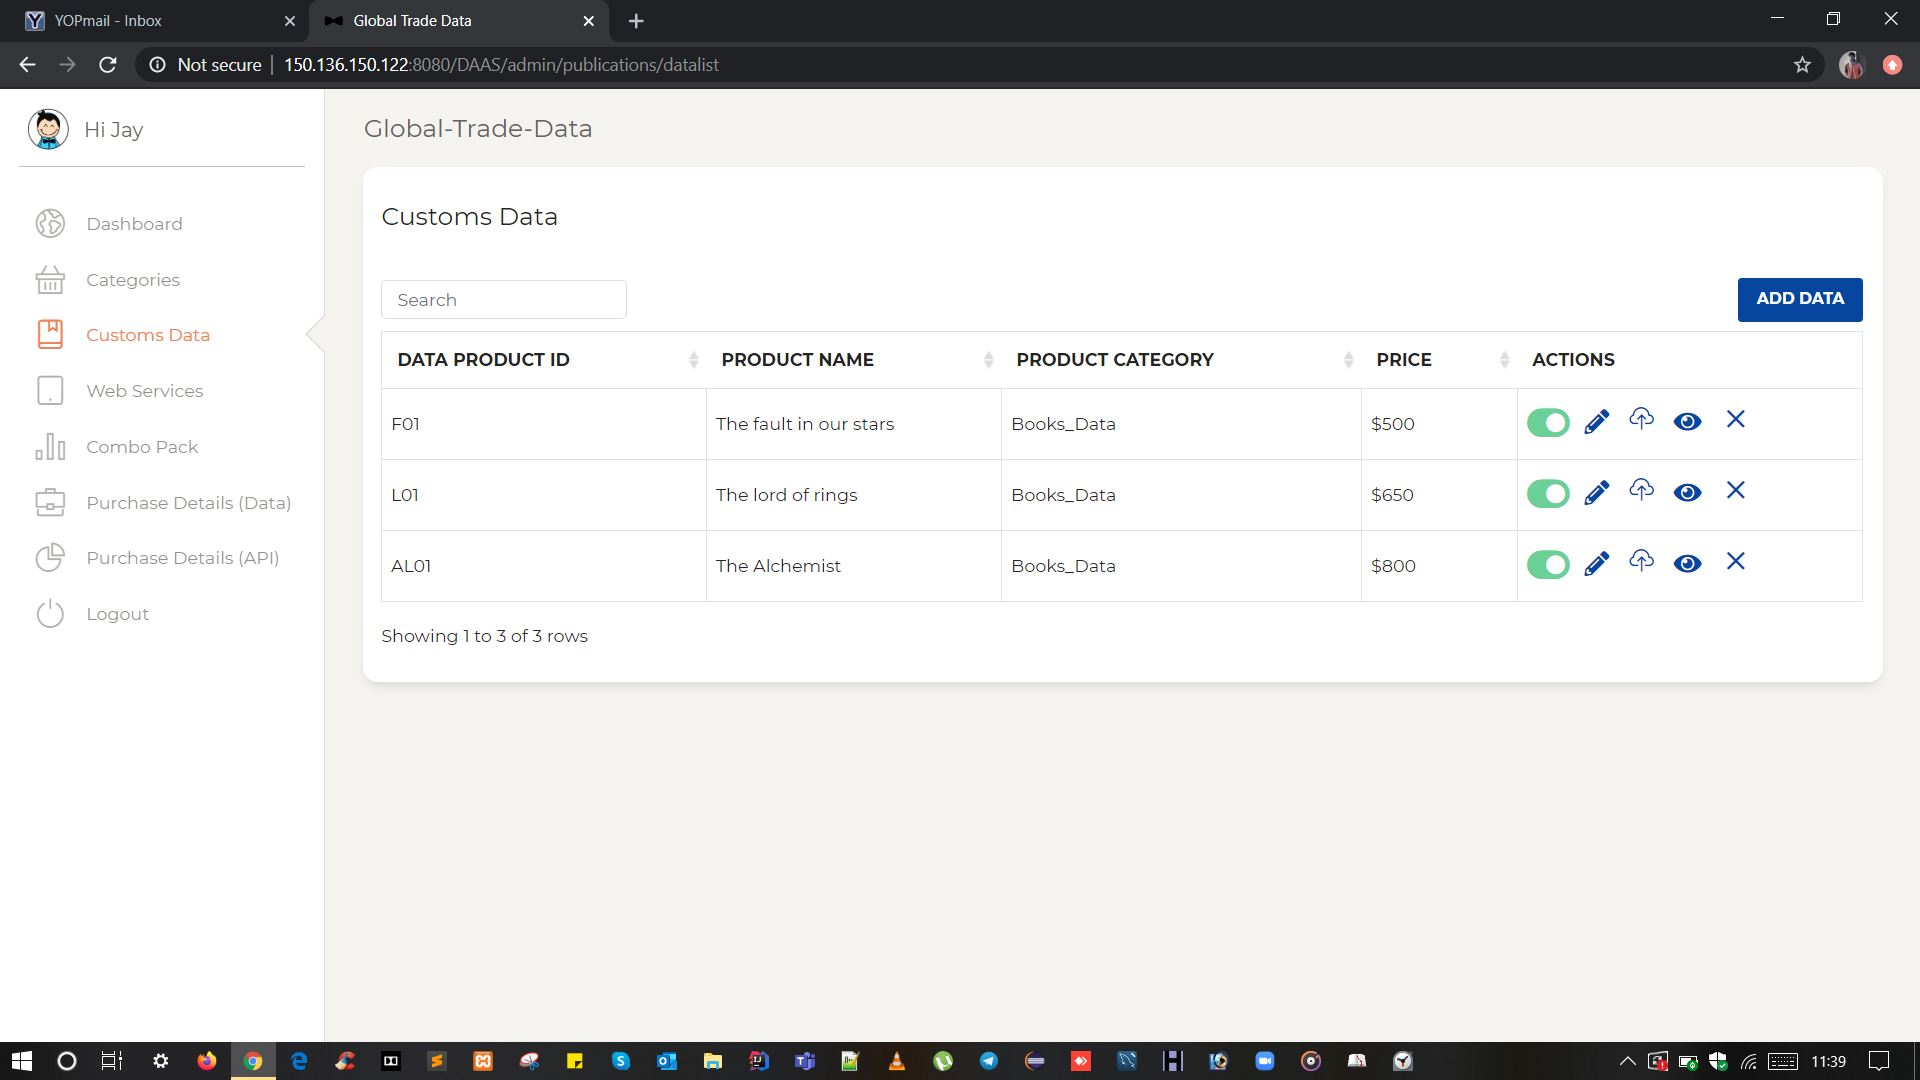 YOPmail - Inbox
Global Trade Data
Not secure
150.136.150.122:8080/DAAS/admin/publications/datalist
Hi Jay
Dashboard
Categories
Customs Data
Web Services
Combo Pack
Purchase Details (Data)
Purchase Details (API)
Logout
Global-Trade-Data
Customs Data
Search
ADD DATA
DATA PRODUCT ID PRODUCT NAME PRODUCT CATEGORY PRICE ACTIONS
F01 The fault in our stars Books_Data $500
L01 The lord of rings Books_Data $650
AL01 The Alchemist Books_Data $800
Showing 1 to 3 of 3 rows
11:39